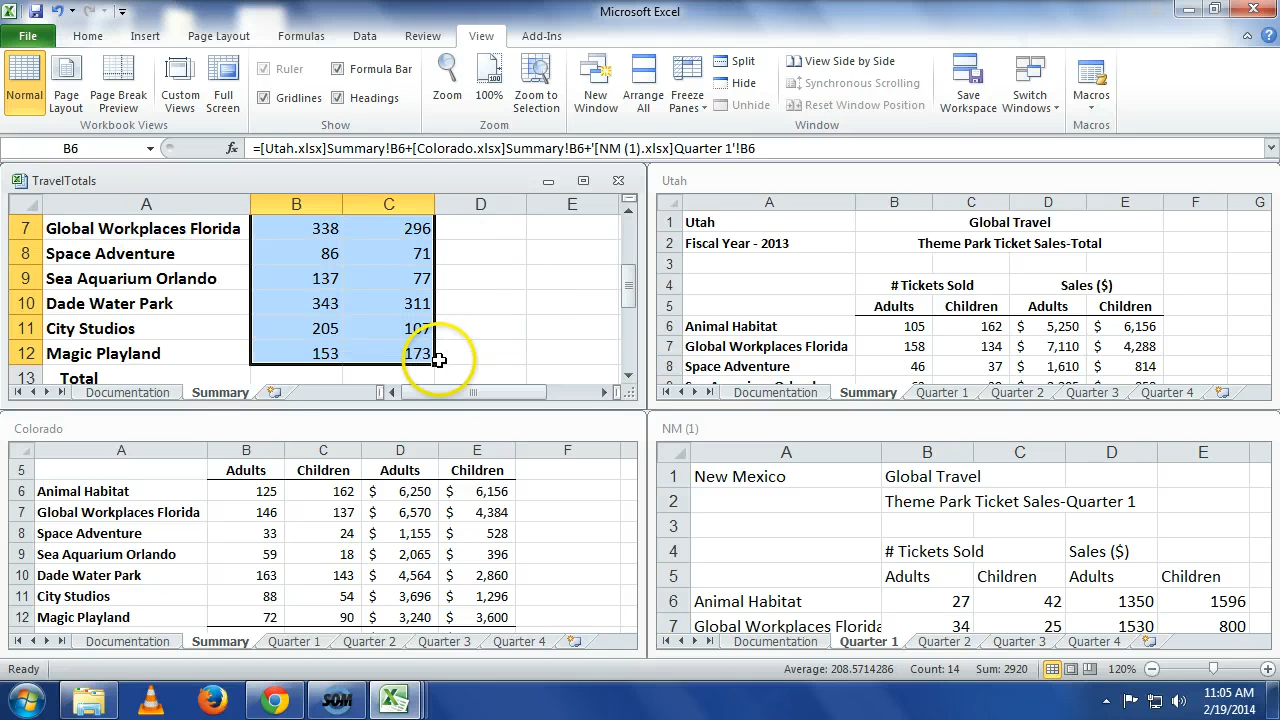 Microsoft Excel
File Home Insert Page Layout Formulas Data Review View Add-Ins
Normal Page Layout Page Break Preview Custom Views Full Screen
Workbook Views
Ruler Formula Bar
Gridlines Headings
Show
Zoom 100% Zoom to Selection
Zoom
New Window Arrange All Freeze Panes
Split
Hide
Unhide
View Side by Side
Synchronous Scrolling
Reset Window Position
Window
Save Workspace Switch Windows
Macros
Macros
B6 fx =[Utah.xlsx]Summary!B6+[Colorado.xlsx]Summary!B6+'[NM (1).xlsx]Quarter 1'!B6
TravelTotals
A B C D E
7 Global Workplaces Florida 338 296
8 Space Adventure 86 71
9 Sea Aquarium Orlando 137 77
10 Dade Water Park 343 311
11 City Studios 205 107
12 Magic Playland 153 173
13 Total
Documentation Summary
Utah
A B C D E F G
1 Utah Global Travel
2 Fiscal Year - 2013 Theme Park Ticket Sales-Total
3
4 # Tickets Sold Sales ($)
5 Adults Children Adults Children
6 Animal Habitat 105 162 $ 5,250 $ 6,156
7 Global Workplaces Florida 158 134 $ 7,110 $ 4,288
8 Space Adventure 46 37 $ 1,610 $ 814
Documentation Summary Quarter 1 Quarter 2 Quarter 3 Quarter 4
Colorado
A B C D E F
5 Adults Children Adults Children
6 Animal Habitat 125 162 $ 6,250 $ 6,156
7 Global Workplaces Florida 146 137 $ 6,570 $ 4,384
8 Space Adventure 33 24 $ 1,155 $ 528
9 Sea Aquarium Orlando 59 18 $ 2,065 $ 396
10 Dade Water Park 163 143 $ 4,564 $ 2,860
11 City Studios 88 54 $ 3,696 $ 1,296
12 Magic Playland 72 90 $ 3,240 $ 3,600
Documentation Summary Quarter 1 Quarter 2 Quarter 3 Quarter 4
NM (1)
A B C D E
1 New Mexico Global Travel
2 Theme Park Ticket Sales-Quarter 1
3
4 # Tickets Sold Sales ($)
5 Adults Children Adults Children
6 Animal Habitat 27 42 1350 1596
7 Global Workplaces Florida 34 25 1530 800
Documentation Quarter 1 Quarter 2 Quarter 3 Quarter 4
Ready Average: 208.5714286 Count: 14 Sum: 2920 120%
SOM
11:05 AM
2/19/2014